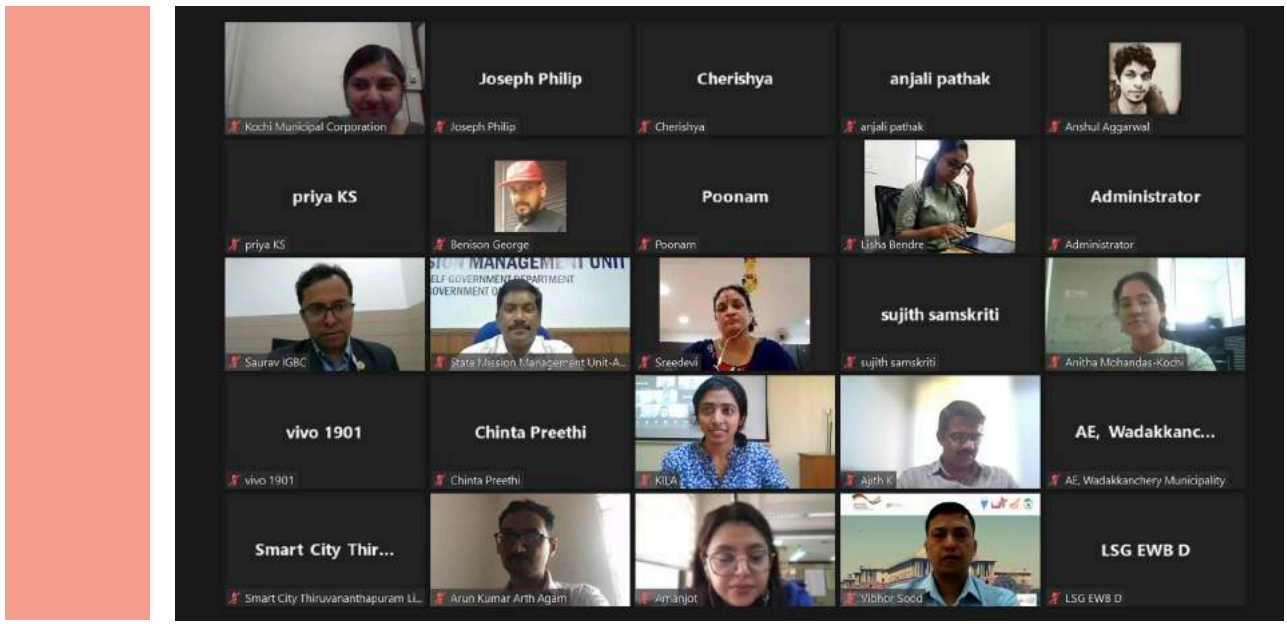 Kochi Municipal Corporation
Joseph Philip
Joseph Philip
Cherishya
Cherishya
anjali pathak
anjali pathak
Anshul Aggarwal
priya KS
priya KS
Benison George
Poonam
Poonam
Lisha Bendre
Administrator
Administrator
Saurav IGBC
SION MANAGEMENT UNIT
ELF GOVERNMENT DEPARTMENT
OVERNMENT O
State Mission Management Unit-A...
Sreedevi
sujith samskriti
sujith samskriti
Anitha Mohandas-Kochi
vivo 1901
vivo 1901
Chinta Preethi
Chinta Preethi
KILA
Ajith K
AE, Wadakkanc...
AE, Wadakkanchery Municipality
Smart City Thir...
Smart City Thiruvananthapuram Li...
Arun Kumar Arth Agam
Amanjot
Vibhor Sood
LSG EWB D
LSG EWB D